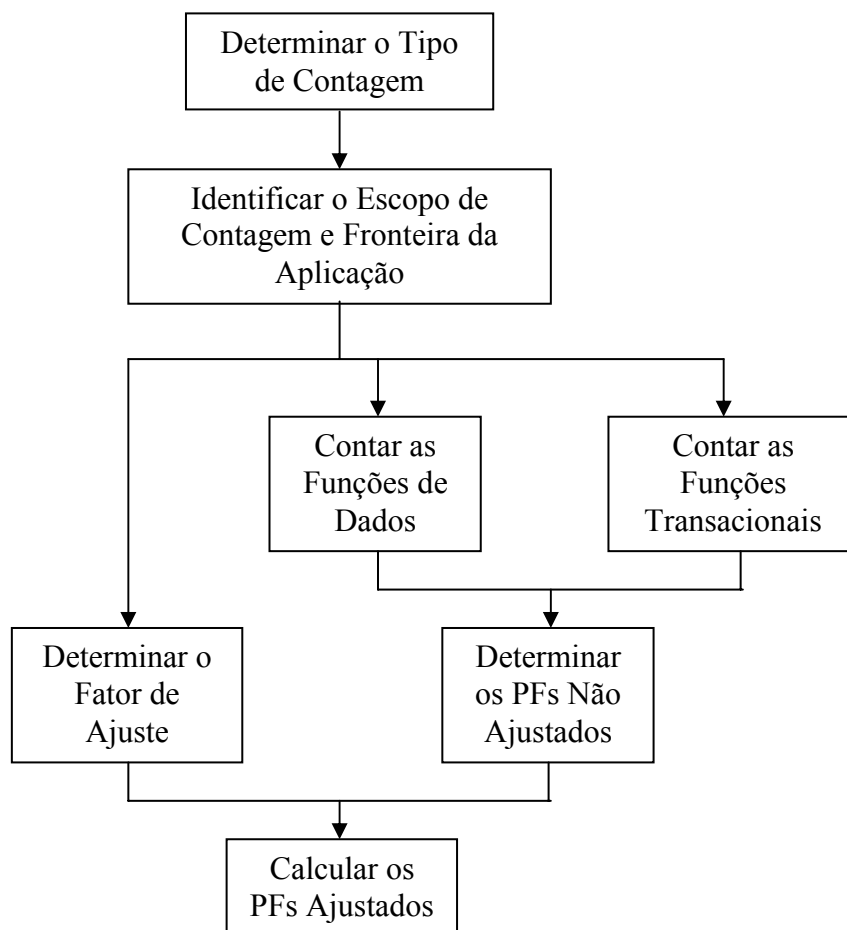 Determinar o Tipo
de Contagem
Identificar o Escopo de
Contagem e Fronteira da
Aplicação
Contar as
Funções de
Dados
Contar as
Funções
Transacionais
Determinar o
Fator de
Ajuste
Determinar
os PFs Não
Ajustados
Calcular os
PFs Ajustados